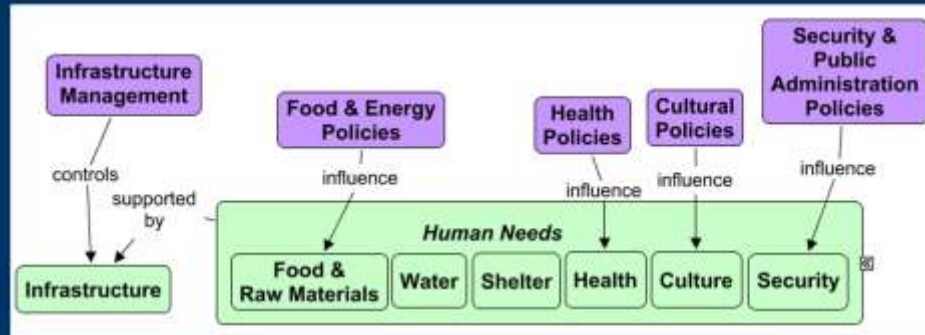 Infrastructure
Management
Food & Energy
Policies
Health
Policies
Cultural
Policies
Security &
Public
Administration
Policies
controls
supported
by
influence
influence
influence
influence
Human Needs
Infrastructure
Food &
Raw Materials
Water
Shelter
Health
Culture
Security